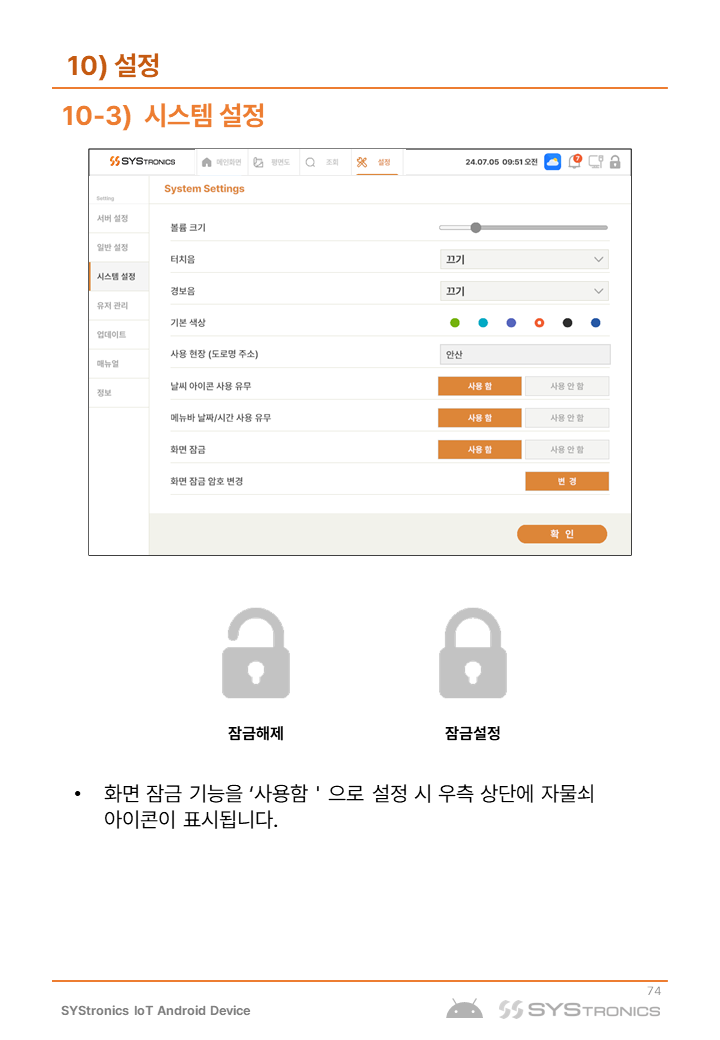 10) 설정
10-3) 시스템 설정
SYSTRONICS 메인화면 평면도 조회 설정 24.07.05 09:51 오전 7
Setting
System Settings
서버 설정
일반 설정
시스템 설정
유저 관리
업데이트
매뉴얼
정보
볼륨 크기
터치음 끄기
경보음 끄기
기본 색상
사용 현장 (도로명 주소) 안산
날씨 아이콘 사용 유무 사용 함 사용 안 함
메뉴바 날짜/시간 사용 유무 사용 함 사용 안 함
화면 잠금 사용 함 사용 안 함
화면 잠금 암호 변경 변 경
확 인
잠금해제 잠금설정
• 화면 잠금 기능을 ‘사용함 ' 으로 설정 시 우측 상단에 자물쇠
아이콘이 표시됩니다.
74
SYStronics IoT Android Device SYSTRONICS